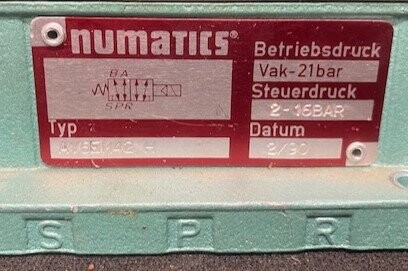 numatics®
Betriebsdruck
Vak-21bar
BA
SPR
Steuerdruck
2-16BAR
Typ
Datum
2/90
S P R